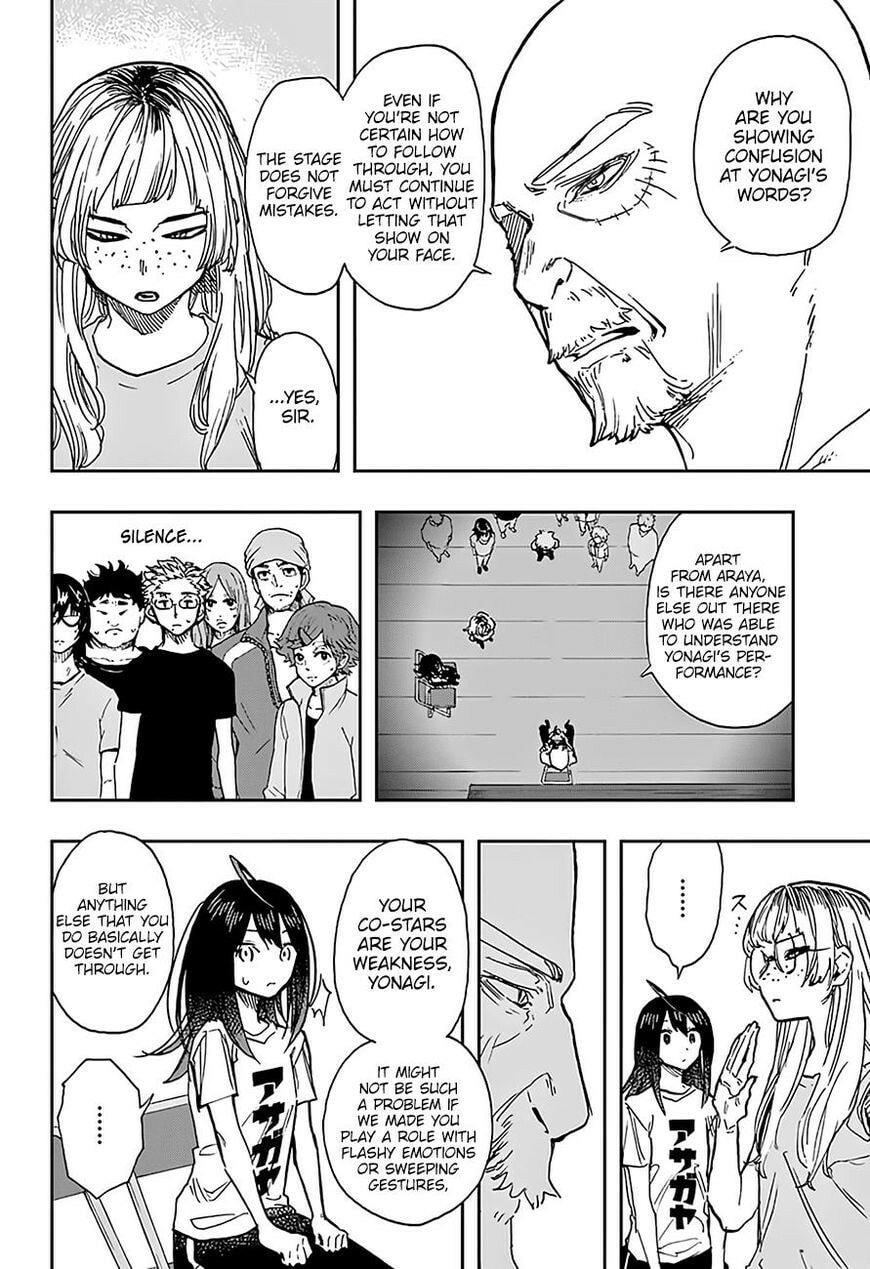 WHY
ARE YOU
SHOWING
CONFUSION
AT YONAGI'S
WORDS?
EVEN IF
YOU'RE NOT
CERTAIN HOW
TO FOLLOW
THROUGH, YOU
MUST CONTINUE
TO ACT WITHOUT
LETTING THAT
SHOW ON
YOUR FACE.
THE STAGE
DOES NOT
FORGIVE
MISTAKES.
...YES,
SIR.
APART
FROM ARAYA,
IS THERE ANYONE
ELSE OUT THERE
WHO WAS ABLE
TO UNDERSTAND
YONAGI'S PER-
FORMANCE?
SILENCE...
ス...
......
アサガヤ
YOUR
CO-STARS
ARE YOUR
WEAKNESS,
YONAGI.
IT MIGHT
NOT BE SUCH
A PROBLEM IF
WE MADE YOU
PLAY A ROLE WITH
FLASHY EMOTIONS
OR SWEEPING
GESTURES,
BUT
ANYTHING
ELSE THAT YOU
DO BASICALLY
DOESN'T GET
THROUGH.
......
アサガヤ